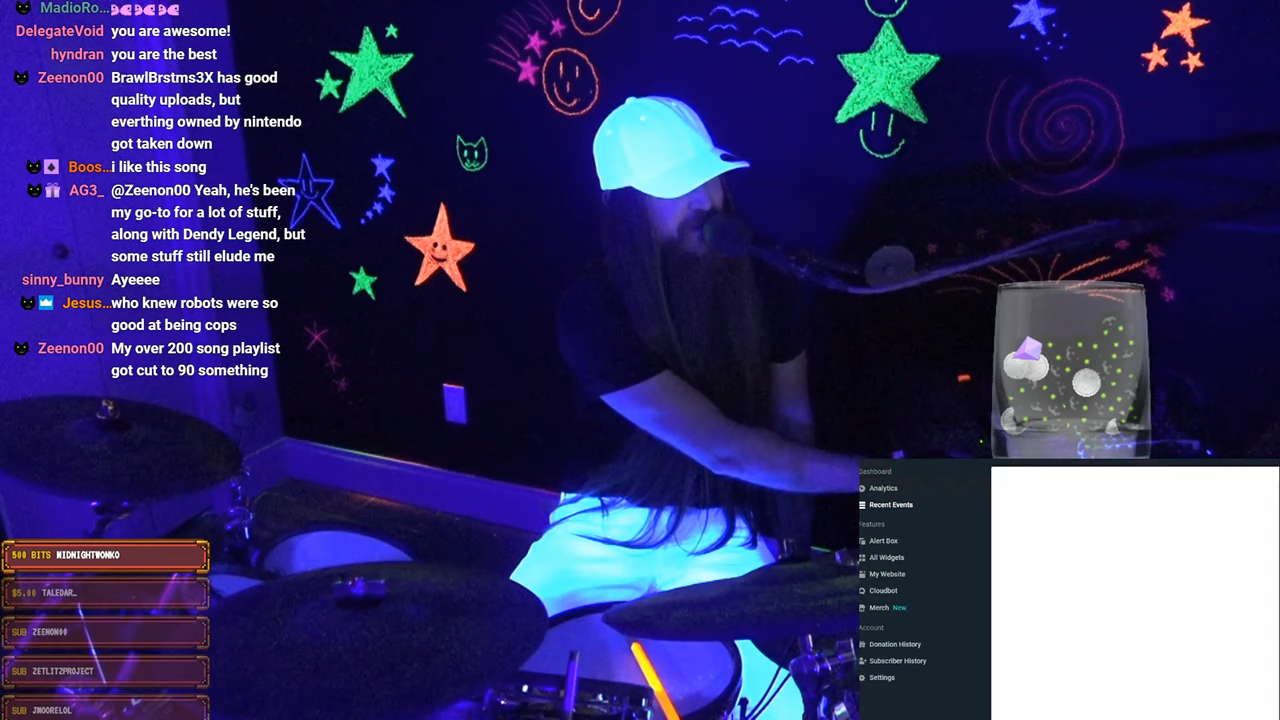 MadioRo...
DelegateVoid you are awesome!
hyndran you are the best
Zeenon00 BrawlBrstms3X has good
quality uploads, but
everthing owned by nintendo
got taken down
Boos... i like this song
AG3_ @Zeenon00 Yeah, he's been
my go-to for a lot of stuff,
along with Dendy Legend, but
some stuff still elude me
sinny_bunny Ayeeee
Jesus... who knew robots were so
good at being cops
Zeenon00 My over 200 song playlist
got cut to 90 something
500 BITS MIDNIGHTWONKO
$5.00 TALEDAR_
SUB ZEENON00
SUB ZETLITZPROJECT
SUB JMOORELOL
Dashboard
Analytics
Recent Events
Features
Alert Box
All Widgets
My Website
Cloudbot
Merch New
Account
Donation History
Subscriber History
Settings